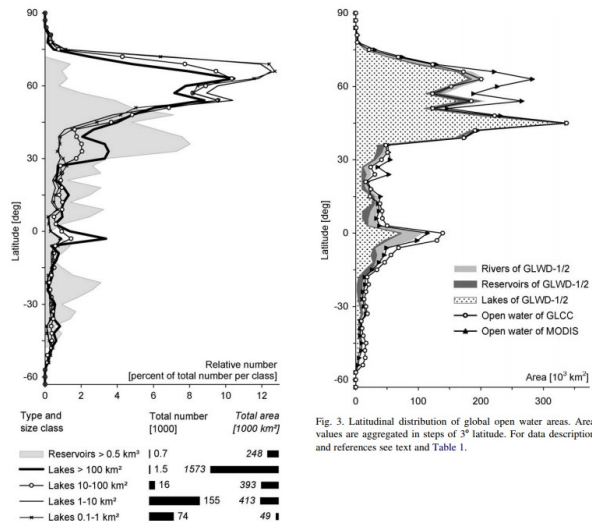 90
60
30
0
-30
-60
Latitude [deg]
Relative number
[percent of total number per class]
0 2 4 6 8 10 12
Type and
size class
Total number
[1000]
Total area
[1000 km²]
Reservoirs > 0.5 km³ 0.7 248
Lakes > 100 km² 1.5 1573
Lakes 10-100 km² 16 393
Lakes 1-10 km² 155 413
Lakes 0.1-1 km² 74 49
90
60
30
0
-30
-60
Latitude [deg]
Rivers of GLWD-1/2
Reservoirs of GLWD-1/2
Lakes of GLWD-1/2
Open water of GLCC
Open water of MODIS
Area [10³ km²]
0 100 200 300
Fig. 3. Latitudinal distribution of global open water areas. Area
values are aggregated in steps of 3° latitude. For data description
and references see text and Table 1.